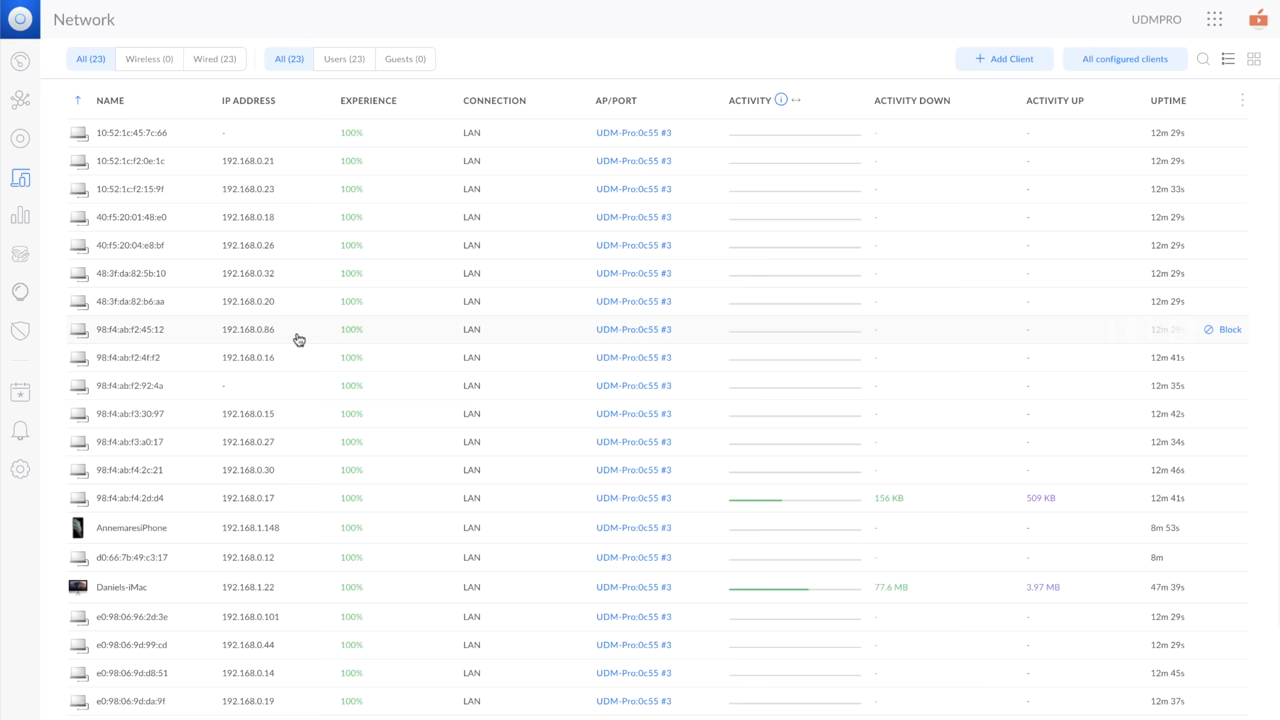 Network UDMPRO
All (23) Wireless (0) Wired (23) All (23) Users (23) Guests (0) + Add Client All configured clients
NAME IP ADDRESS EXPERIENCE CONNECTION AP/PORT ACTIVITY ACTIVITY DOWN ACTIVITY UP UPTIME
10:52:1c:45:7c:66 - 100% LAN UDM-Pro:0c55 #3 - - 12m 29s
10:52:1c:f2:0e:1c 192.168.0.21 100% LAN UDM-Pro:0c55 #3 - - 12m 29s
10:52:1c:f2:15:9f 192.168.0.23 100% LAN UDM-Pro:0c55 #3 - - 12m 33s
40:f5:20:01:48:e0 192.168.0.18 100% LAN UDM-Pro:0c55 #3 - - 12m 29s
40:f5:20:04:e8:bf 192.168.0.26 100% LAN UDM-Pro:0c55 #3 - - 12m 29s
48:3f:da:82:5b:10 192.168.0.32 100% LAN UDM-Pro:0c55 #3 - - 12m 29s
48:3f:da:82:b6:aa 192.168.0.20 100% LAN UDM-Pro:0c55 #3 - - 12m 29s
98:f4:ab:f2:45:12 192.168.0.86 100% LAN UDM-Pro:0c55 #3 - - 12m 29s Block
98:f4:ab:f2:4f:f2 192.168.0.16 100% LAN UDM-Pro:0c55 #3 - - 12m 41s
98:f4:ab:f2:92:4a - 100% LAN UDM-Pro:0c55 #3 - - 12m 35s
98:f4:ab:f3:30:97 192.168.0.15 100% LAN UDM-Pro:0c55 #3 - - 12m 42s
98:f4:ab:f3:a0:17 192.168.0.27 100% LAN UDM-Pro:0c55 #3 - - 12m 34s
98:f4:ab:f4:2c:21 192.168.0.30 100% LAN UDM-Pro:0c55 #3 - - 12m 46s
98:f4:ab:f4:2d:d4 192.168.0.17 100% LAN UDM-Pro:0c55 #3 156 KB 509 KB 12m 41s
AnnemaresiPhone 192.168.1.148 100% LAN UDM-Pro:0c55 #3 - - 8m 53s
d0:66:7b:49:c3:17 192.168.0.12 100% LAN UDM-Pro:0c55 #3 - - 8m
Daniels-iMac 192.168.1.22 100% LAN UDM-Pro:0c55 #3 77.6 MB 3.97 MB 47m 39s
e0:98:06:96:2d:3e 192.168.0.101 100% LAN UDM-Pro:0c55 #3 - - 12m 29s
e0:98:06:9d:99:cd 192.168.0.44 100% LAN UDM-Pro:0c55 #3 - - 12m 29s
e0:98:06:9d:d8:51 192.168.0.14 100% LAN UDM-Pro:0c55 #3 - - 12m 45s
e0:98:06:9d:da:9f 192.168.0.19 100% LAN UDM-Pro:0c55 #3 - - 12m 37s